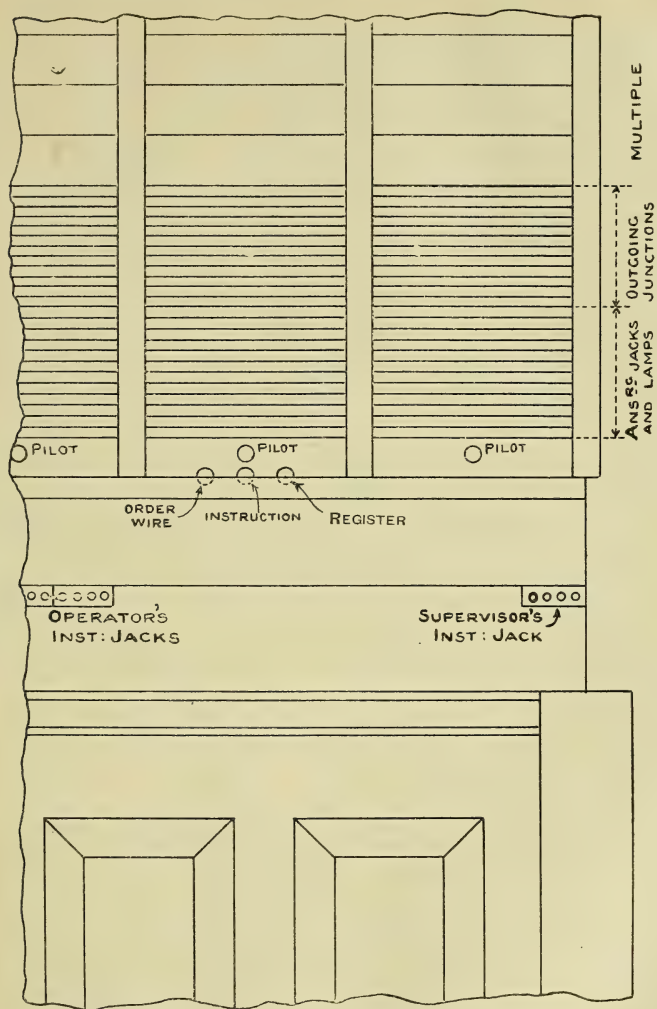 MULTIPLE
OUTGOING
JUNCTIONS
ANSRG JACKS
AND LAMPS
PILOT
PILOT
PILOT
ORDER
WIRE
INSTRUCTION
REGISTER
OPERATOR'S
INST: JACKS
SUPERVISOR'S
INST: JACK